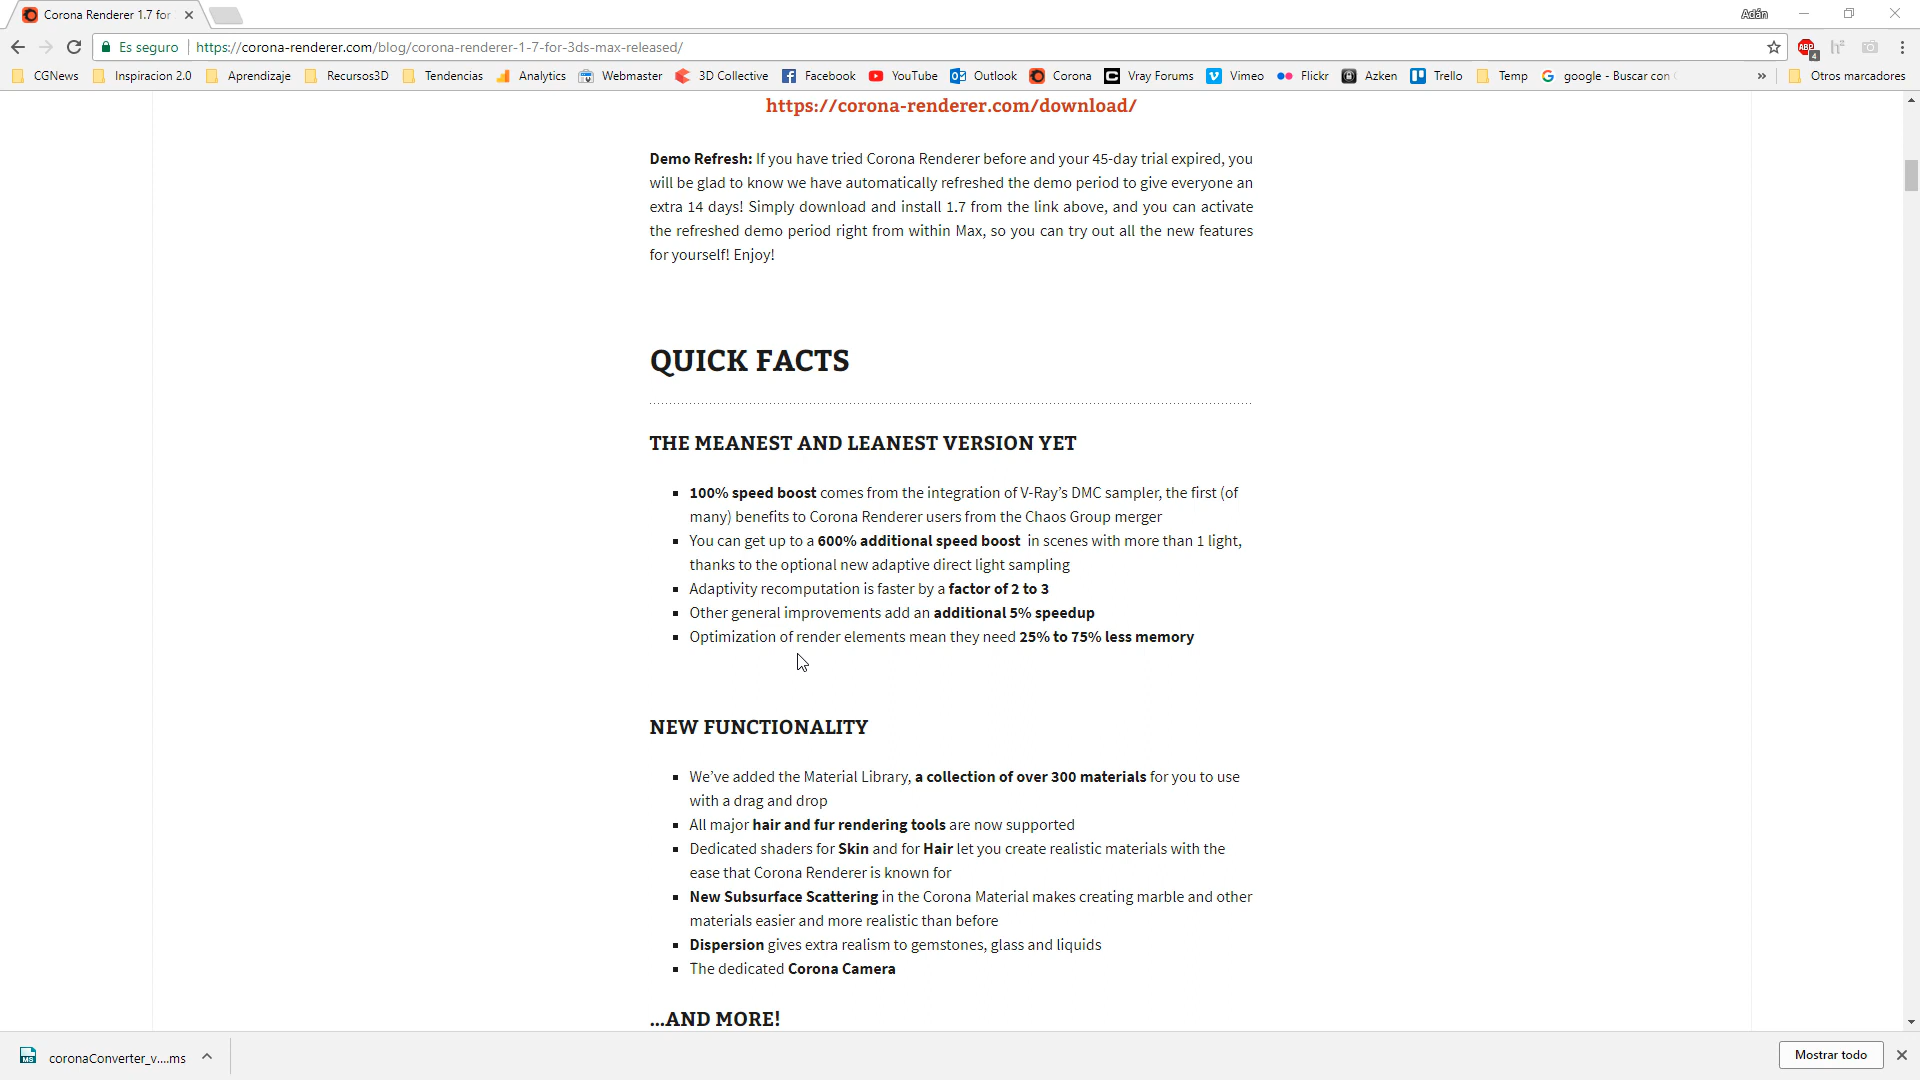 Corona Renderer 1.7 for
Adán
Es seguro
https://corona-renderer.com/blog/corona-renderer-1-7-for-3ds-max-released/
ABP
4
h²
CGNews
Inspiracion 2.0
Aprendizaje
Recursos3D
Tendencias
Analytics
Webmaster
3D Collective
Facebook
YouTube
Outlook
Corona
Vray Forums
Vimeo
Flickr
Azken
Trello
Temp
google - Buscar con
»
Otros marcadores
https://corona-renderer.com/download/
Demo Refresh: If you have tried Corona Renderer before and your 45-day trial expired, you
will be glad to know we have automatically refreshed the demo period to give everyone an
extra 14 days! Simply download and install 1.7 from the link above, and you can activate
the refreshed demo period right from within Max, so you can try out all the new features
for yourself! Enjoy!
QUICK FACTS
THE MEANEST AND LEANEST VERSION YET
▪ 100% speed boost comes from the integration of V-Ray’s DMC sampler, the first (of
many) benefits to Corona Renderer users from the Chaos Group merger
▪ You can get up to a 600% additional speed boost in scenes with more than 1 light,
thanks to the optional new adaptive direct light sampling
▪ Adaptivity recomputation is faster by a factor of 2 to 3
▪ Other general improvements add an additional 5% speedup
▪ Optimization of render elements mean they need 25% to 75% less memory
NEW FUNCTIONALITY
▪ We’ve added the Material Library, a collection of over 300 materials for you to use
with a drag and drop
▪ All major hair and fur rendering tools are now supported
▪ Dedicated shaders for Skin and for Hair let you create realistic materials with the
ease that Corona Renderer is known for
▪ New Subsurface Scattering in the Corona Material makes creating marble and other
materials easier and more realistic than before
▪ Dispersion gives extra realism to gemstones, glass and liquids
▪ The dedicated Corona Camera
...AND MORE!
MS
coronaConverter_v....ms
Mostrar todo